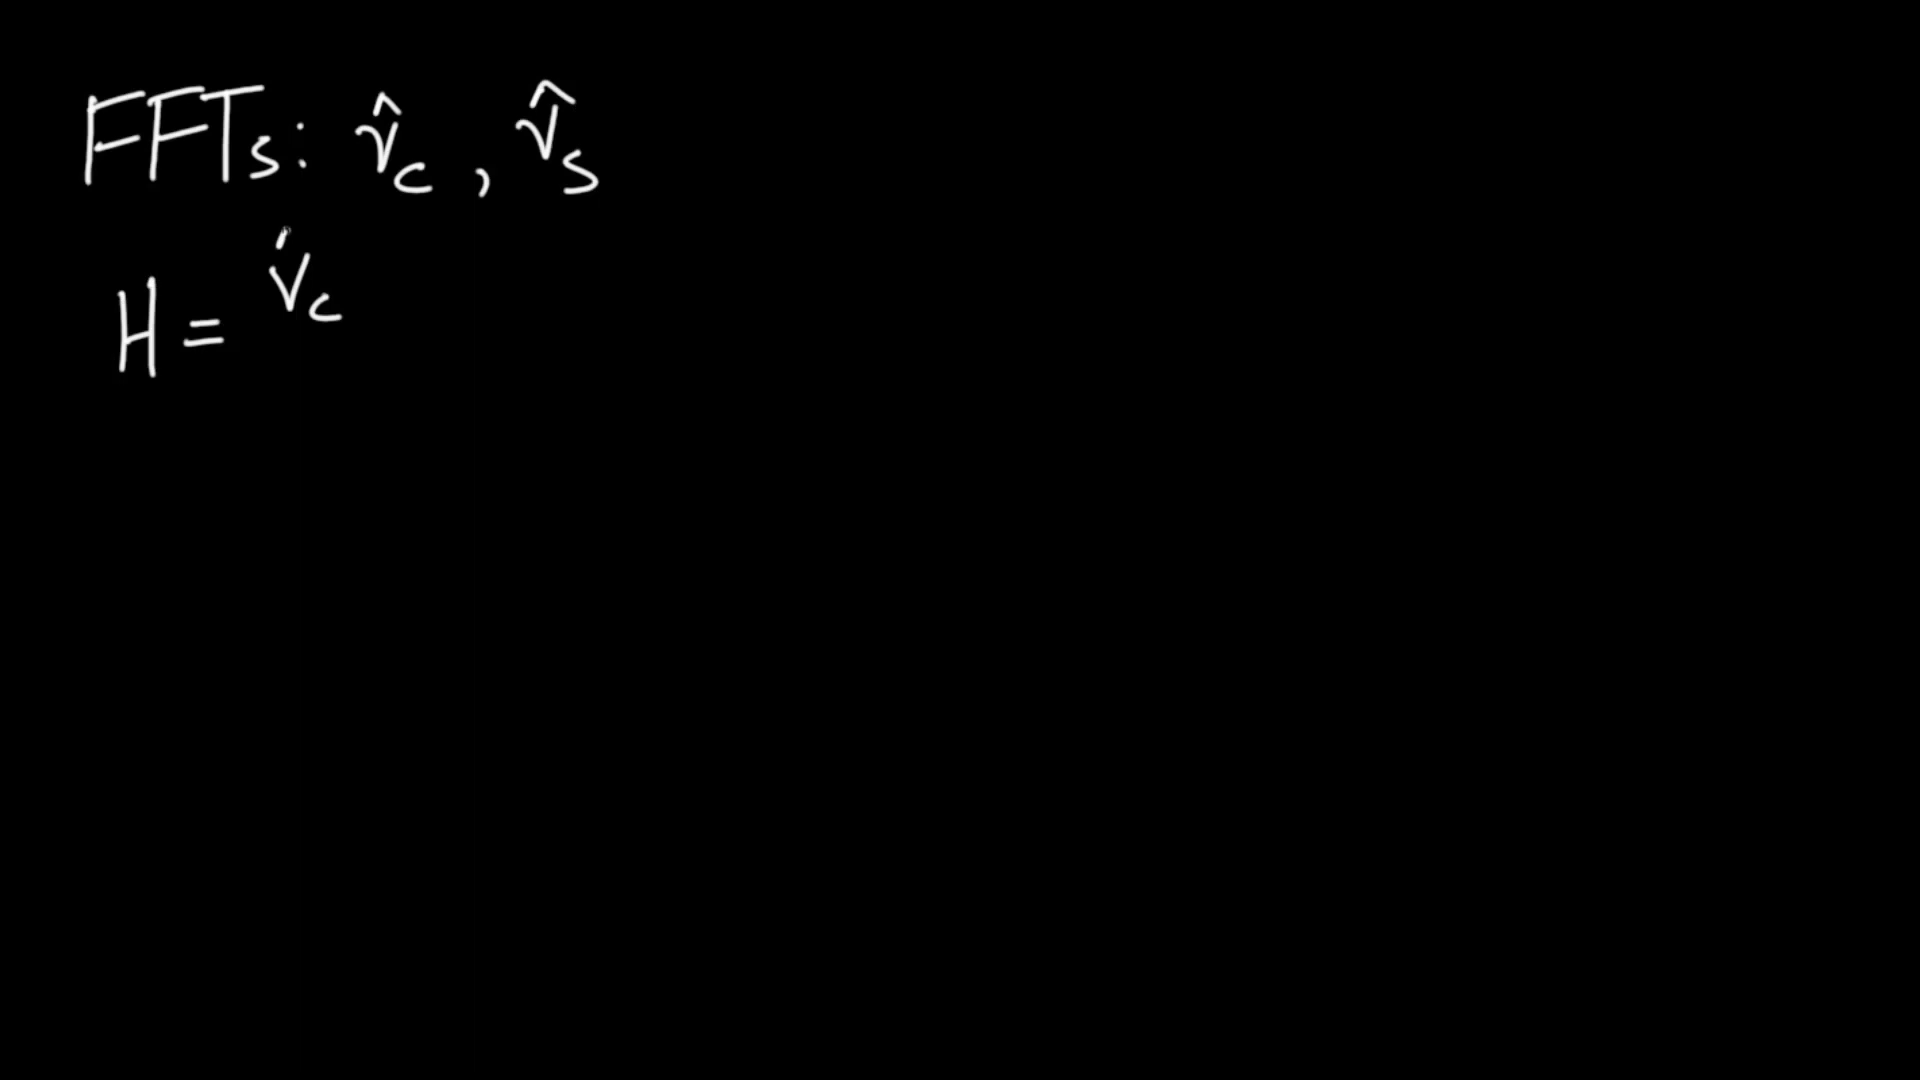 FFTs: v̂c, v̂s
H = v̂c